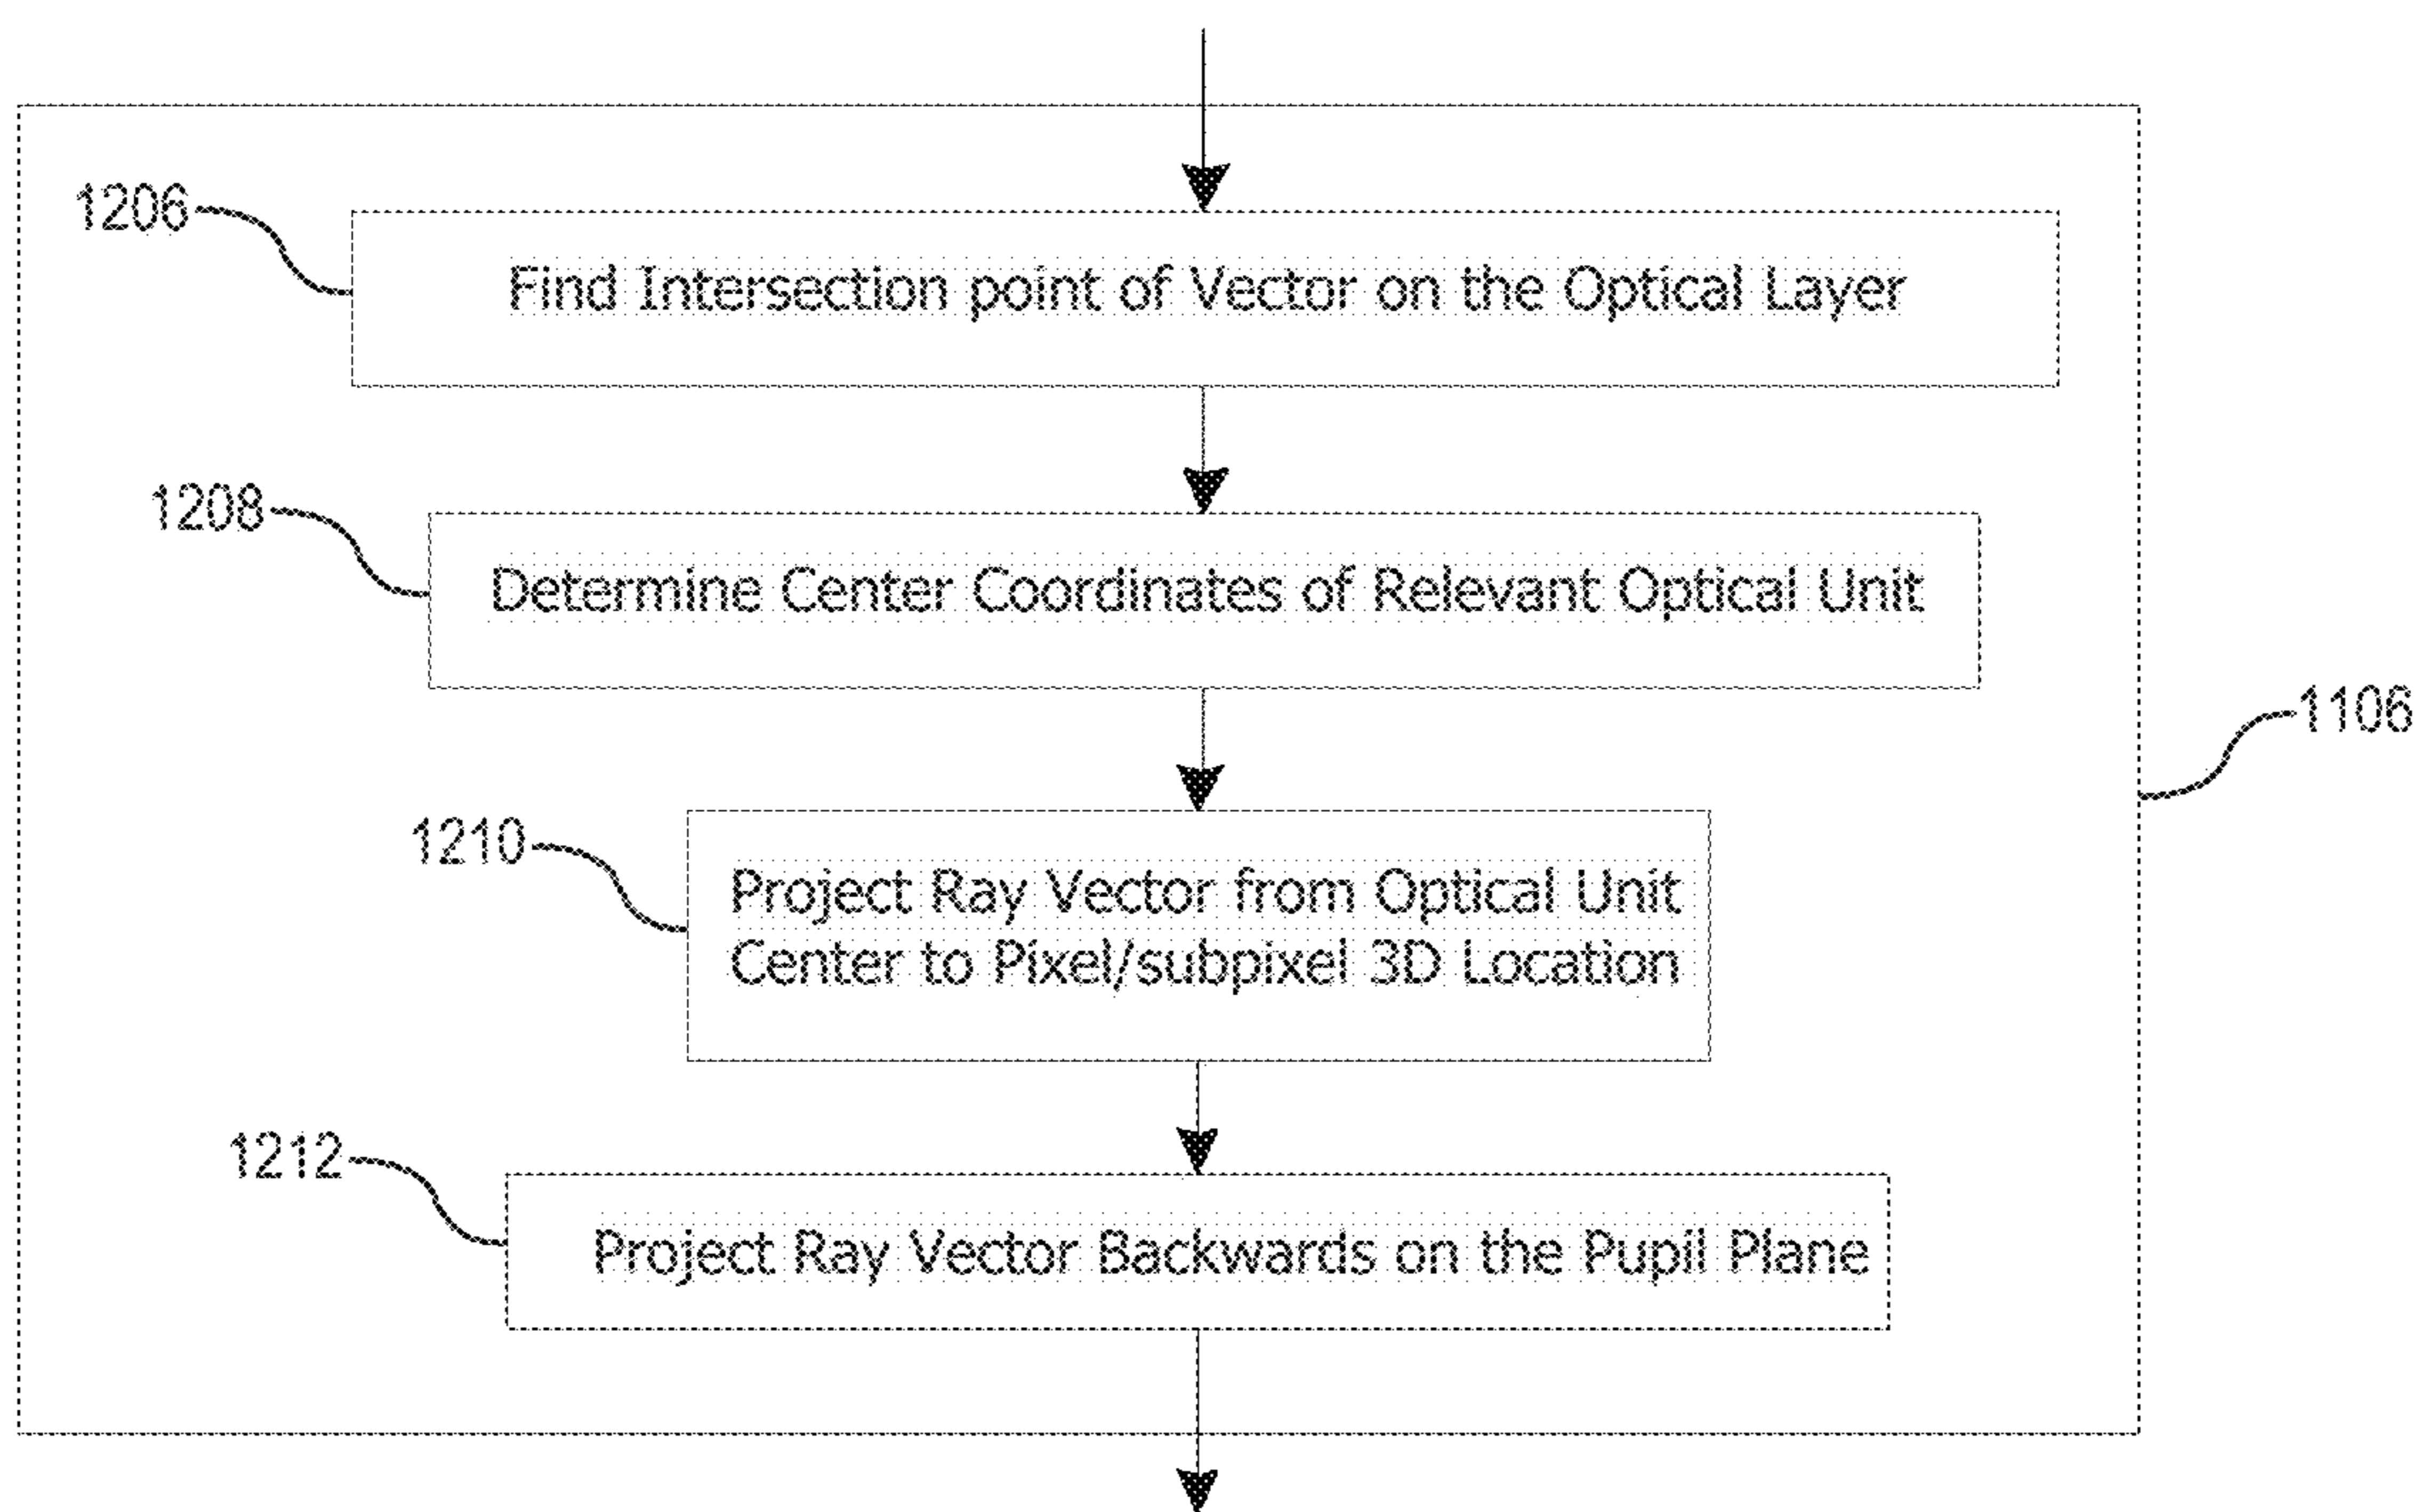 1206
Find Intersection point of Vector on the Optical Layer
1208
Determine Center Coordinates of Relevant Optical Unit
1106
1210
Project Ray Vector from Optical Unit
Center to Pixel/subpixel 3D Location
1212
Project Ray Vector Backwards on the Pupil Plane